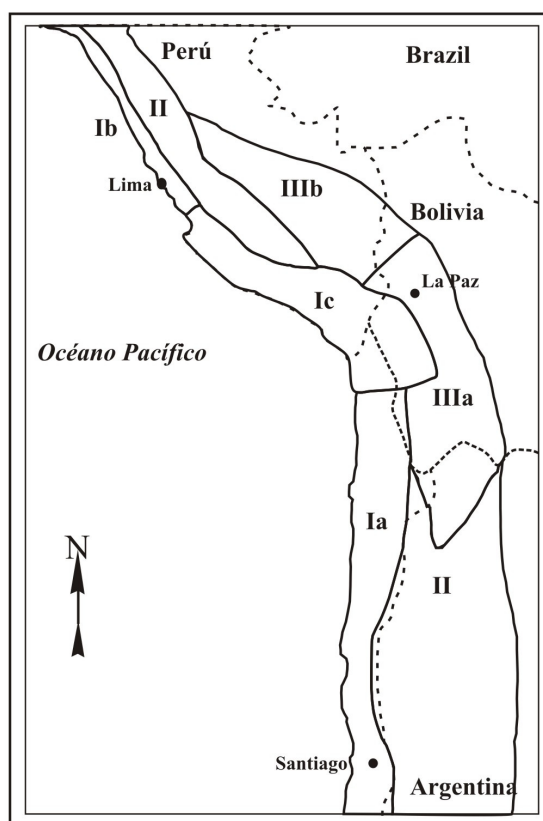 Perú
Brazil
II
Ib
Lima
IIIb
Bolivia
La Paz
Ic
Océano Pacífico
IIIa
Ia
N
II
Santiago
Argentina